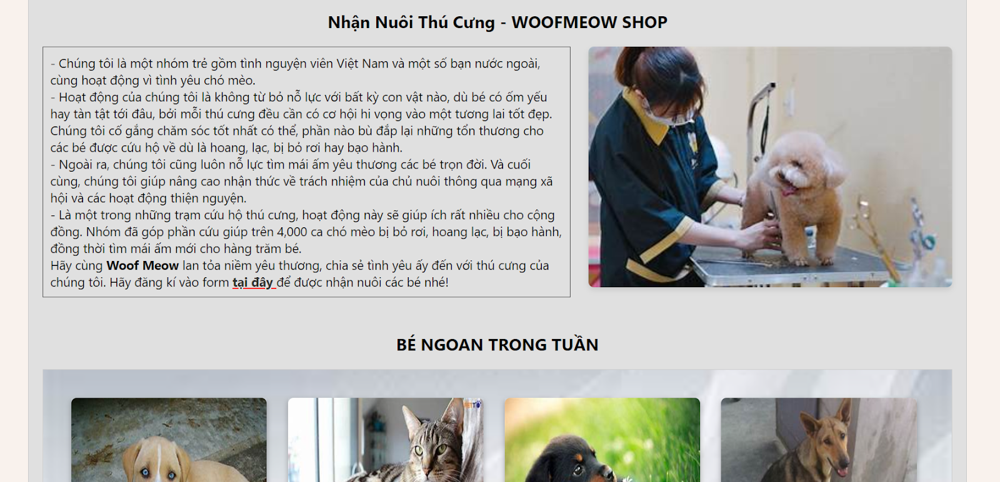 Nhận Nuôi Thú Cưng - WOOFMEOW SHOP
- Chúng tôi là một nhóm trẻ gồm tình nguyện viên Việt Nam và một số bạn nước ngoài,
cùng hoạt động vì tình yêu chó mèo.
- Hoạt động của chúng tôi là không từ bỏ nỗ lực với bất kỳ con vật nào, dù bé có ốm yếu
hay tàn tật tới đâu, bởi mỗi thú cưng đều cần có cơ hội hi vọng vào một tương lai tốt đẹp.
Chúng tôi cố gắng chăm sóc tốt nhất có thể, phần nào bù đắp lại những tổn thương cho
các bé được cứu hộ về dù là hoang, lạc, bị bỏ rơi hay bạo hành.
- Ngoài ra, chúng tôi cũng luôn nỗ lực tìm mái ấm yêu thương các bé trọn đời. Và cuối
cùng, chúng tôi giúp nâng cao nhận thức về trách nhiệm của chủ nuôi thông qua mạng xã
hội và các hoạt động thiện nguyện.
- Là một trong những trạm cứu hộ thú cưng, hoạt động này sẽ giúp ích rất nhiều cho cộng
đồng. Nhóm đã góp phần cứu giúp trên 4,000 ca chó mèo bị bỏ rơi, hoang lạc, bị bạo hành,
đồng thời tìm mái ấm mới cho hàng trăm bé.
Hãy cùng Woof Meow lan tỏa niềm yêu thương, chia sẻ tình yêu ấy đến với thú cưng của
chúng tôi. Hãy đăng kí vào form tại đây để được nhận nuôi các bé nhé!
BÉ NGOAN TRONG TUẦN